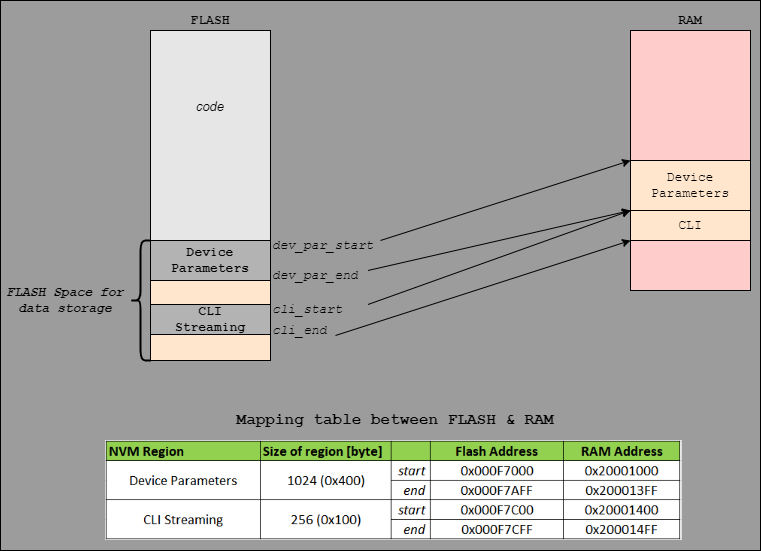 FLASH
RAM
code
Device
Parameters
CLI
Device
Parameters
dev_par_start
dev_par_end
FLASH Space for
data storage
CLI
Streaming
cli_start
cli_end
Mapping table between FLASH & RAM
NVM Region Size of region [byte] Flash Address RAM Address
Device Parameters 1024 (0x400) start 0x000F7000 0x20001000
end 0x000F7AFF 0x200013FF
CLI Streaming 256 (0x100) start 0x000F7C00 0x20001400
end 0x000F7CFF 0x200014FF